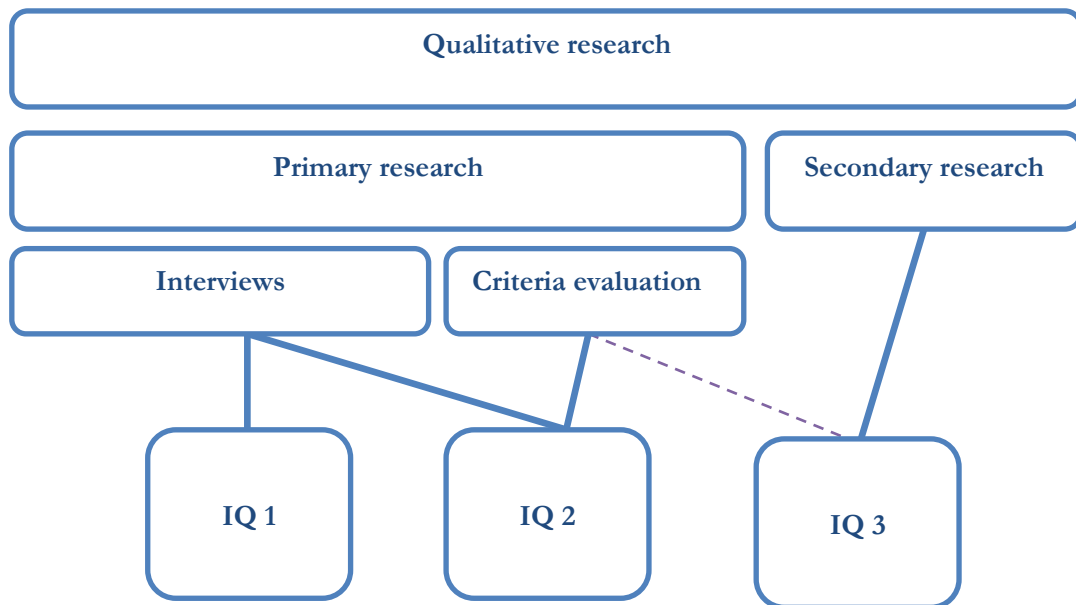 Qualitative research
Primary research
Secondary research
Interviews
Criteria evaluation
IQ 1
IQ 2
IQ 3